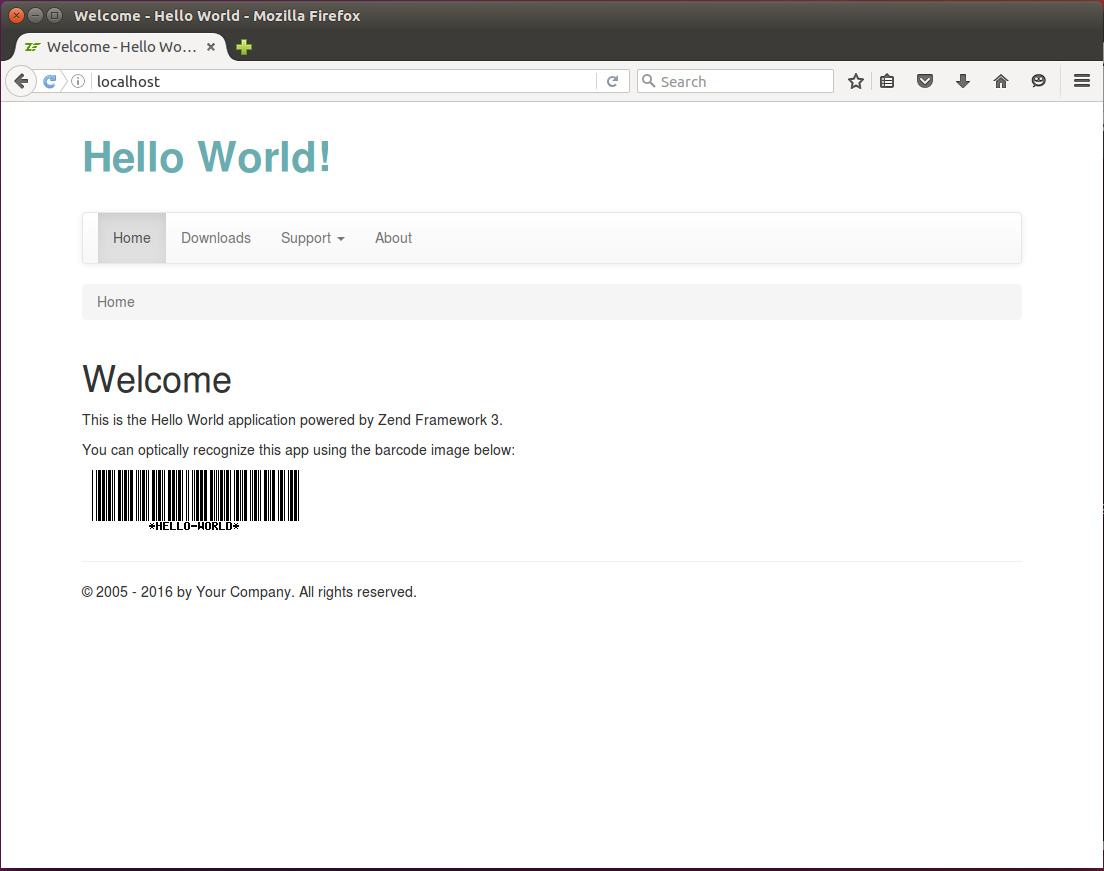 Welcome - Hello World - Mozilla Firefox
Welcome - Hello Wo...
localhost
Search
Hello World!
Home Downloads Support About
Home
Welcome
This is the Hello World application powered by Zend Framework 3.
You can optically recognize this app using the barcode image below:
*HELLO-WORLD*
© 2005 - 2016 by Your Company. All rights reserved.